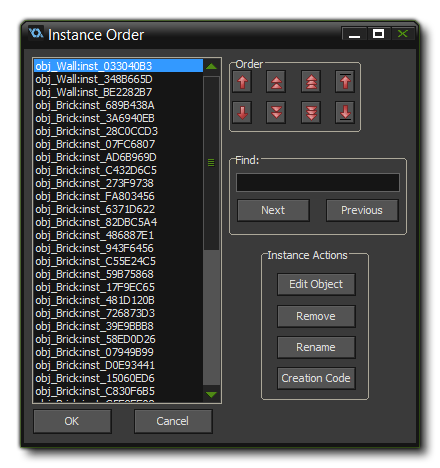 Instance Order
obj_Wall:inst_033040B3
obj_Wall:inst_348B665D
obj_Wall:inst_BE2282B7
obj_Brick:inst_689B438A
obj_Brick:inst_3A6940EB
obj_Brick:inst_28C0CCD3
obj_Brick:inst_07FC6807
obj_Brick:inst_AD6B969D
obj_Brick:inst_C432D6C5
obj_Brick:inst_273F9738
obj_Brick:inst_FA803456
obj_Brick:inst_6371D622
obj_Brick:inst_82DBC5A4
obj_Brick:inst_486887E1
obj_Brick:inst_943F6456
obj_Brick:inst_C55E24C5
obj_Brick:inst_59B75868
obj_Brick:inst_17F9EC65
obj_Brick:inst_481D120B
obj_Brick:inst_726873D3
obj_Brick:inst_39E9BBB8
obj_Brick:inst_58ED0D26
obj_Brick:inst_07949B99
obj_Brick:inst_D0E93441
obj_Brick:inst_15060ED6
obj_Brick:inst_C830F6B5
OK
Cancel
Order
Find:
Next
Previous
Instance Actions
Edit Object
Remove
Rename
Creation Code